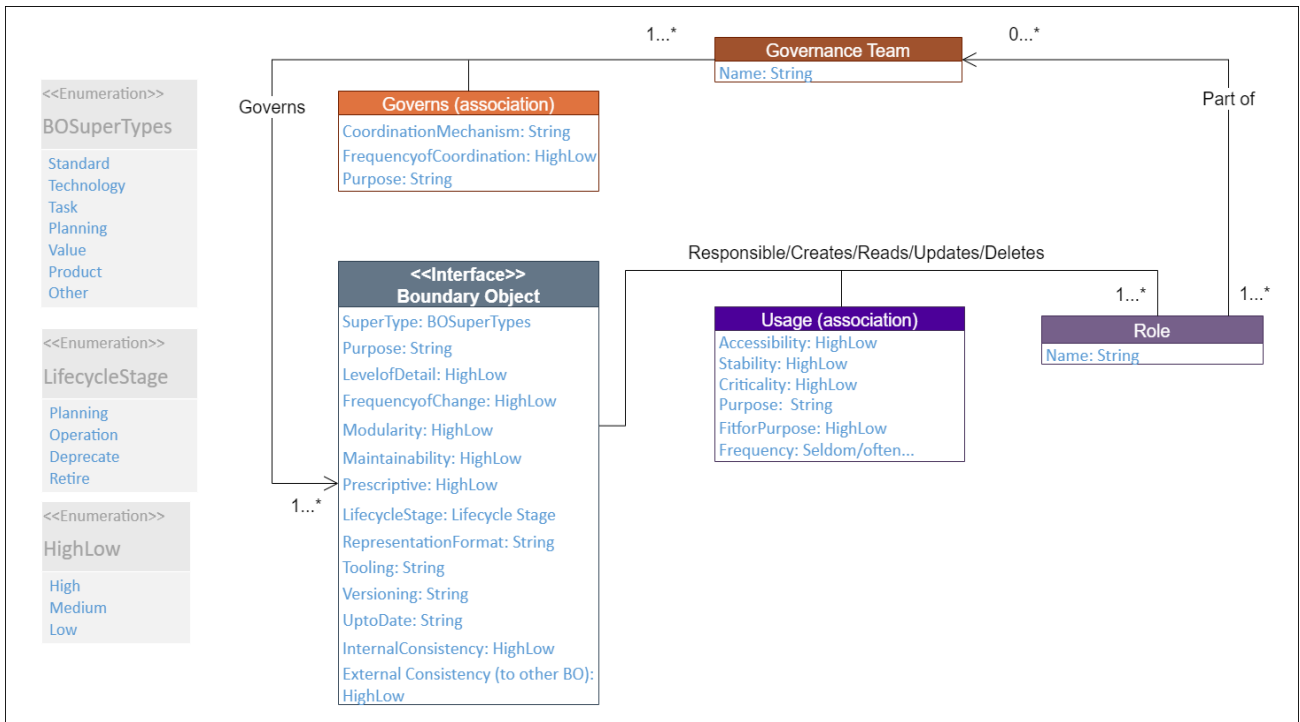 1...*
0...*
Governance Team
Name: String
Governs
Part of
<<Enumeration>>
BOSuperTypes
Standard
Technology
Task
Planning
Value
Product
Other
Governs (association)
CoordinationMechanism: String
FrequencyofCoordination: HighLow
Purpose: String
<<Enumeration>>
LifecycleStage
Planning
Operation
Deprecate
Retire
<<Enumeration>>
HighLow
High
Medium
Low
1...*
<<Interface>>
Boundary Object
SuperType: BOSuperTypes
Purpose: String
LevelofDetail: HighLow
FrequencyofChange: HighLow
Modularity: HighLow
Maintainability: HighLow
Prescriptive: HighLow
LifecycleStage: Lifecycle Stage
RepresentationFormat: String
Tooling: String
Versioning: String
UptoDate: String
InternalConsistency: HighLow
External Consistency (to other BO):
HighLow
Responsible/Creates/Reads/Updates/Deletes
Usage (association)
Accessibility: HighLow
Stability: HighLow
Criticality: HighLow
Purpose: String
FitforPurpose: HighLow
Frequency: Seldom/often...
1...*
1...*
Role
Name: String